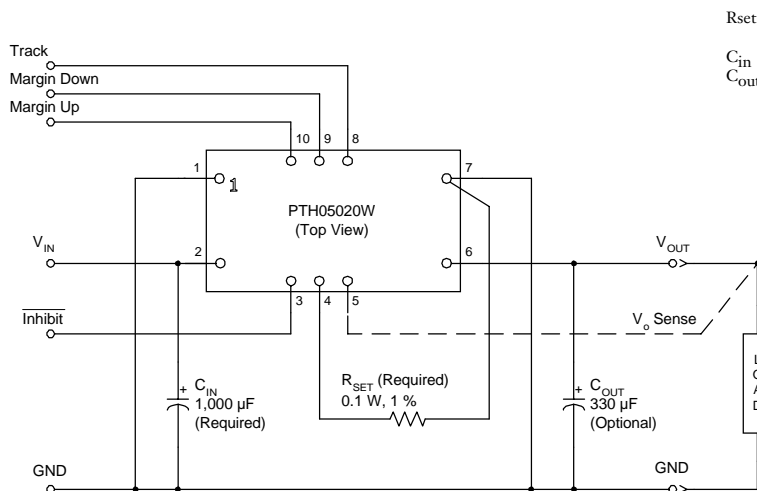 Rset
Cin
Cout
Track
Margin Down
Margin Up
10 9 8
1
1
7
PTH05020W
(Top View)
VIN
2
6
VOUT
3 4 5
Inhibit
Vo Sense
+
CIN
1,000 µF
(Required)
RSET (Required)
0.1 W, 1 %
+
COUT
330 µF
(Optional)
L
O
A
D
GND
GND